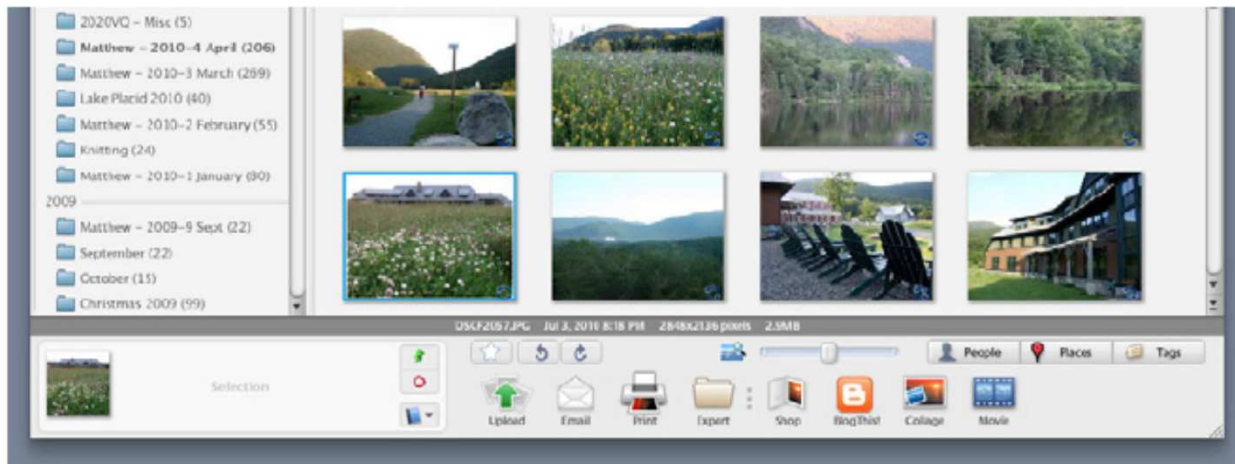 2020VQ - Misc (5)
Matthew - 2010-4 April (206)
Matthew - 2010-3 March (269)
Lake Placid 2010 (40)
Matthew - 2010-2 February (55)
Knitting (24)
Matthew - 2010-1 January (80)
2009
Matthew - 2009-9 Sept (22)
September (22)
October (15)
Christmas 2009 (99)
DSCF2057.JPG Jul 3, 2010 8:18 PM 2848x2136 pixels 2.9MB
People Places Tags
Selection
Upload Email Print Export Shop BlogThis! Collage Movie